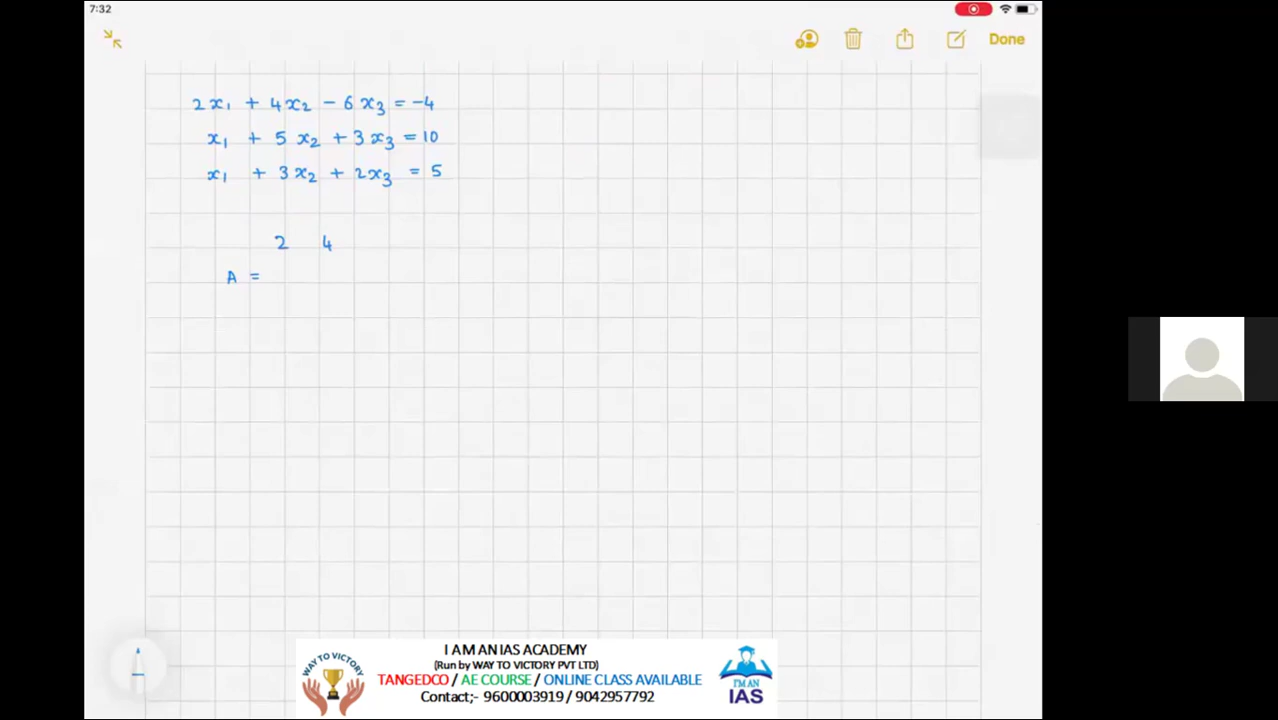 7:32
Done
2x₁ + 4x₂ - 6x₃ = -4
x₁ + 5x₂ + 3x₃ = 10
x₁ + 3x₂ + 2x₃ = 5
2 4
A =
I AM AN IAS ACADEMY
(Run by WAY TO VICTORY PVT LTD)
TANGEDCO / AE COURSE / ONLINE CLASS AVAILABLE
Contact;- 9600003919 / 9042957792
WAY TO VICTORY
I'M AN
IAS